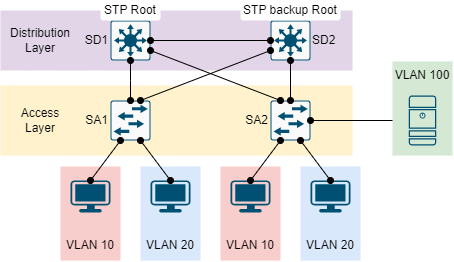 STP Root
STP backup Root
Distribution
Layer
SD1
SD2
VLAN 100
Access
Layer
SA1
SA2
VLAN 10
VLAN 20
VLAN 10
VLAN 20